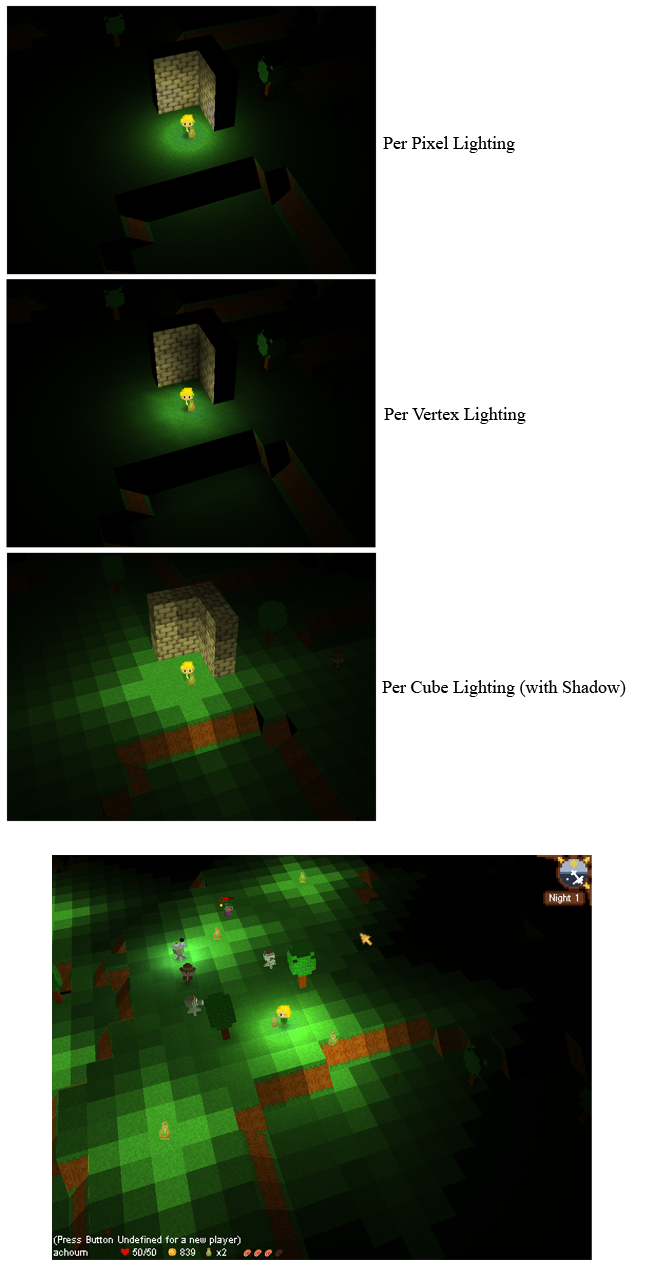 Per Pixel Lighting
Per Vertex Lighting
Per Cube Lighting (with Shadow)
Night 1
(Press Button Undefined for a new player)
achoum 50/50 839 x2